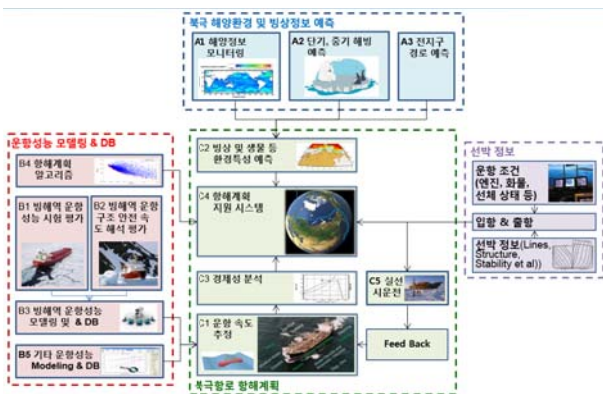 북극 해양환경 및 빙상정보 예측
A1 해양정보
모니터링
A2 단기, 중기 해빙
예측
A3 전지구
경로 예측
운항성능 모델링 & DB
B4 항해계획
알고리즘
B1 빙해역 운항
성능 시험 평가
B2 빙해역 운항
구조 안전 속
도 해석 평가
B3 빙해역 운항성능
모델링 및 & DB
B5 기타 운항성능
Modeling & DB
C2 빙상 및 생물 등
환경특성 예측
C4 항해계획
지원 시스템
C3 경제성 분석
C5 실선
시운전
C1 운항 속도
추정
Feed Back
북극항로 항해계획
선박 정보
운항 조건
(엔진, 화물,
선체 상태 등)
입항 & 출항
선박 정보(Lines,
Structure,
Stability et al))